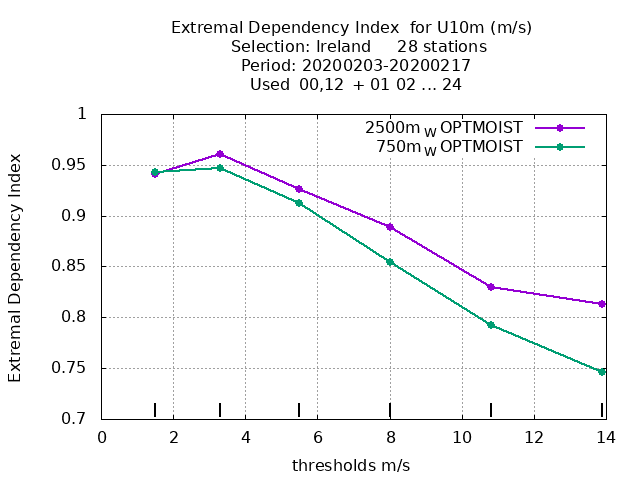 Extremal Dependency Index  for U10m (m/s)
Selection: Ireland     28 stations
Period: 20200203-20200217
Used  00,12  + 01 02 ... 24
2500m W OPTMOIST
750m W OPTMOIST
1
0.95
0.9
0.85
0.8
0.75
0.7
Extremal Dependency Index
0 2 4 6 8 10 12 14
thresholds m/s